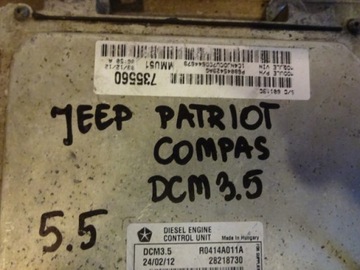 735560
MMU51
JEEP PATRIOT
COMPAS
DCM3.5
5.5
DIESEL ENGINE
CONTROL UNIT
Made in Hungary
DCM3.5
R0414A011A
24/02/12
28218730